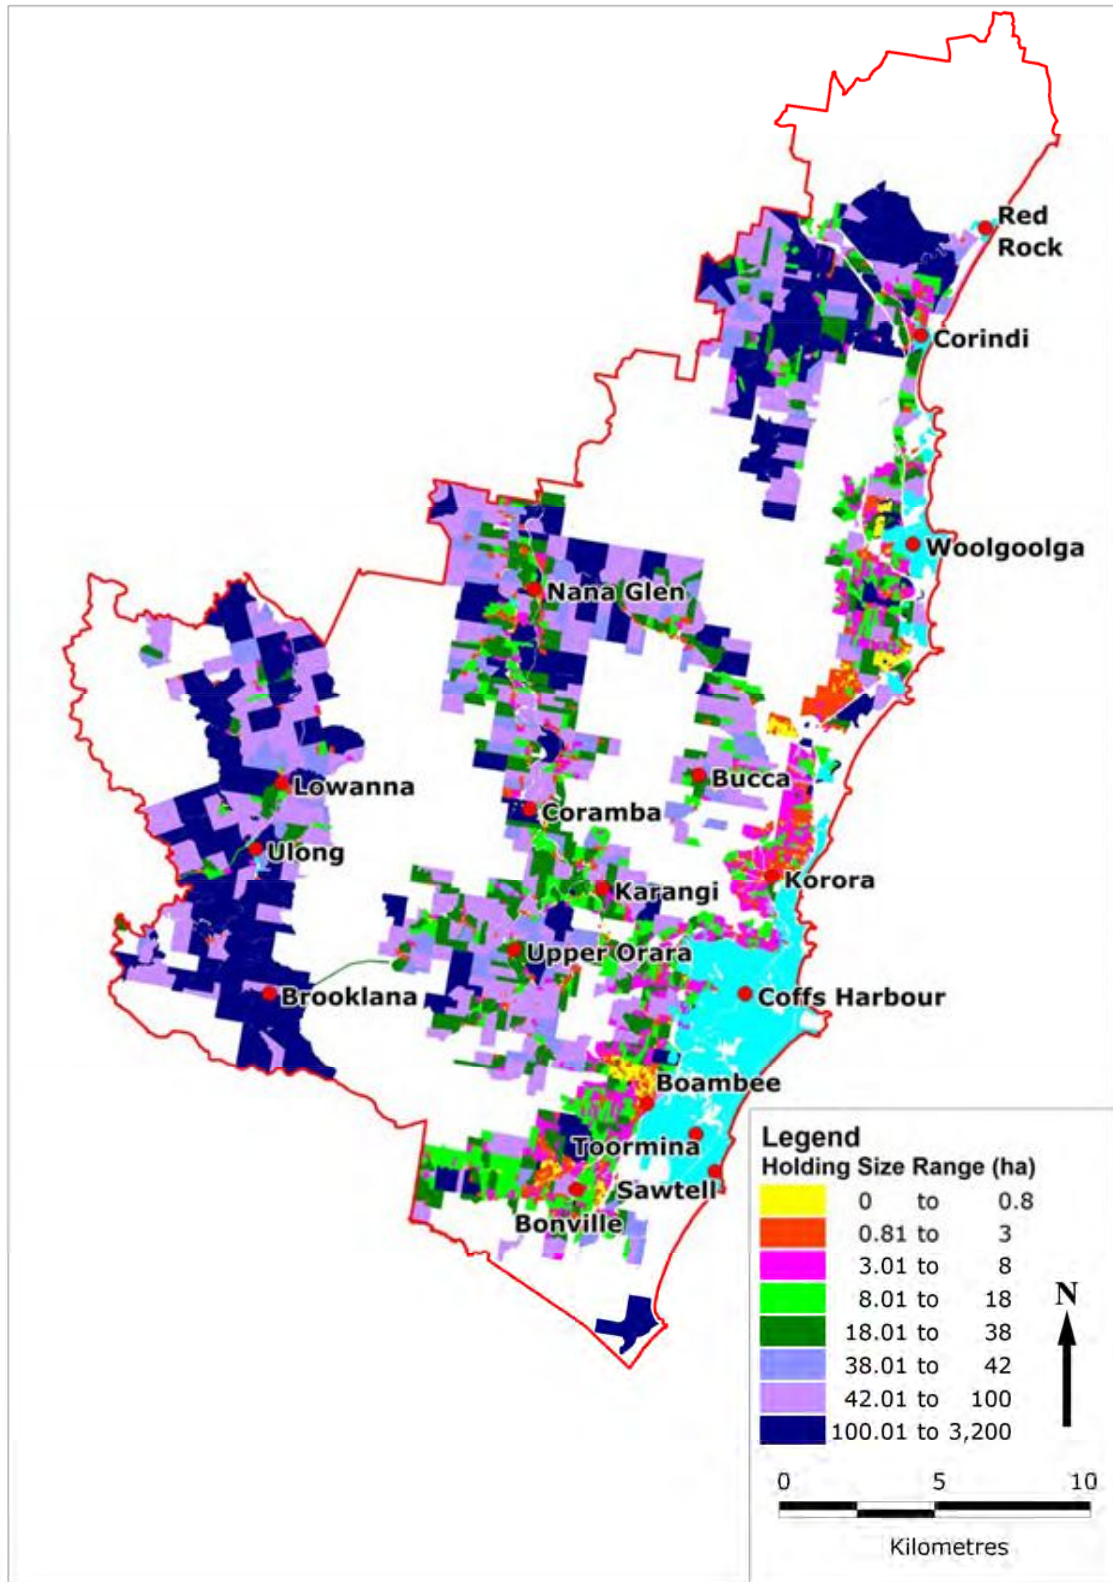 Red
Rock
Corindi
Woolgoolga
Nana Glen
Lowanna
Bucca
Coramba
Ulong
Korora
Karangi
Upper Orara
Brooklana
Coffs Harbour
Boambee
Toormina
Sawtell
Bonville
Legend
Holding Size Range (ha)
0 to 0.8
0.81 to 3
3.01 to 8
8.01 to 18
18.01 to 38
38.01 to 42
42.01 to 100
100.01 to 3,200
N
0 5 10
Kilometres